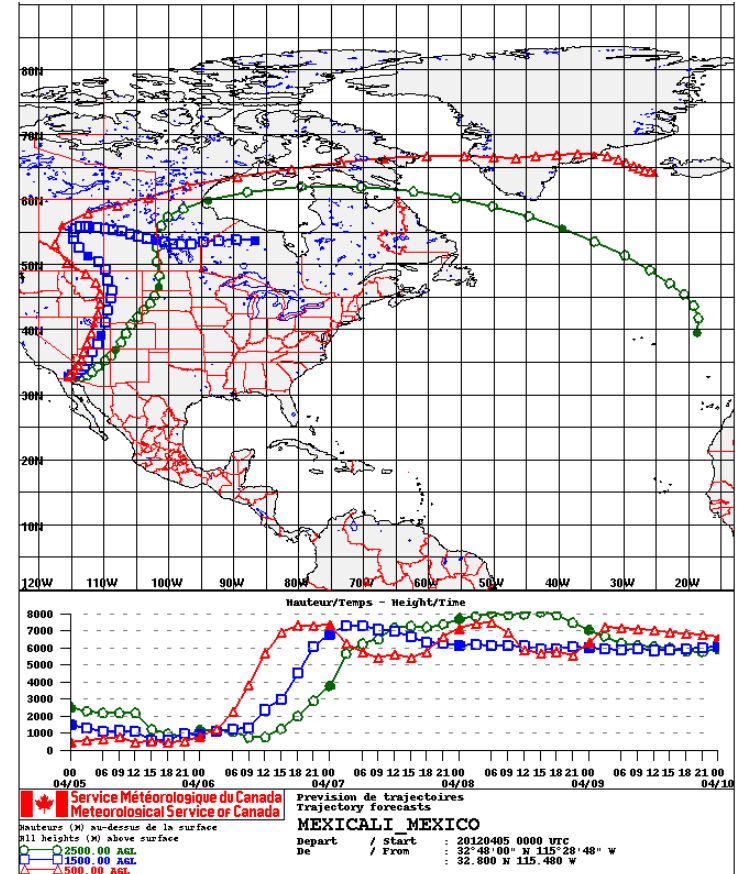 80N
70N
60N
50N
40N
30N
20N
10N
120W 110W 100W 90W 80W 70W 60W 50W 40W 30W 20W
Hauteur/Temps - Height/Time
8000
7000
6000
5000
4000
3000
2000
1000
0
00 06 09 12 15 18 21 00 06 09 12 15 18 21 00 06 09 12 15 18 21 00 06 09 12 15 18 21 00 06 09 12 15 18 21 00
04/05 04/06 04/07 04/08 04/09 04/10
Service Météorologique du Canada
Meteorological Service of Canada
Prevision de trajectoires
Trajectory forecasts
MEXICALI_MEXICO
Hauteurs (M) au-dessus de la surface
All heights (M) above surface
2500.00 AGL
1500.00 AGL
500.00 AGL
Depart / Start : 20120405 0000 UTC
De / From : 32°48'00" N 115°28'48" W
: 32.800 N 115.480 W